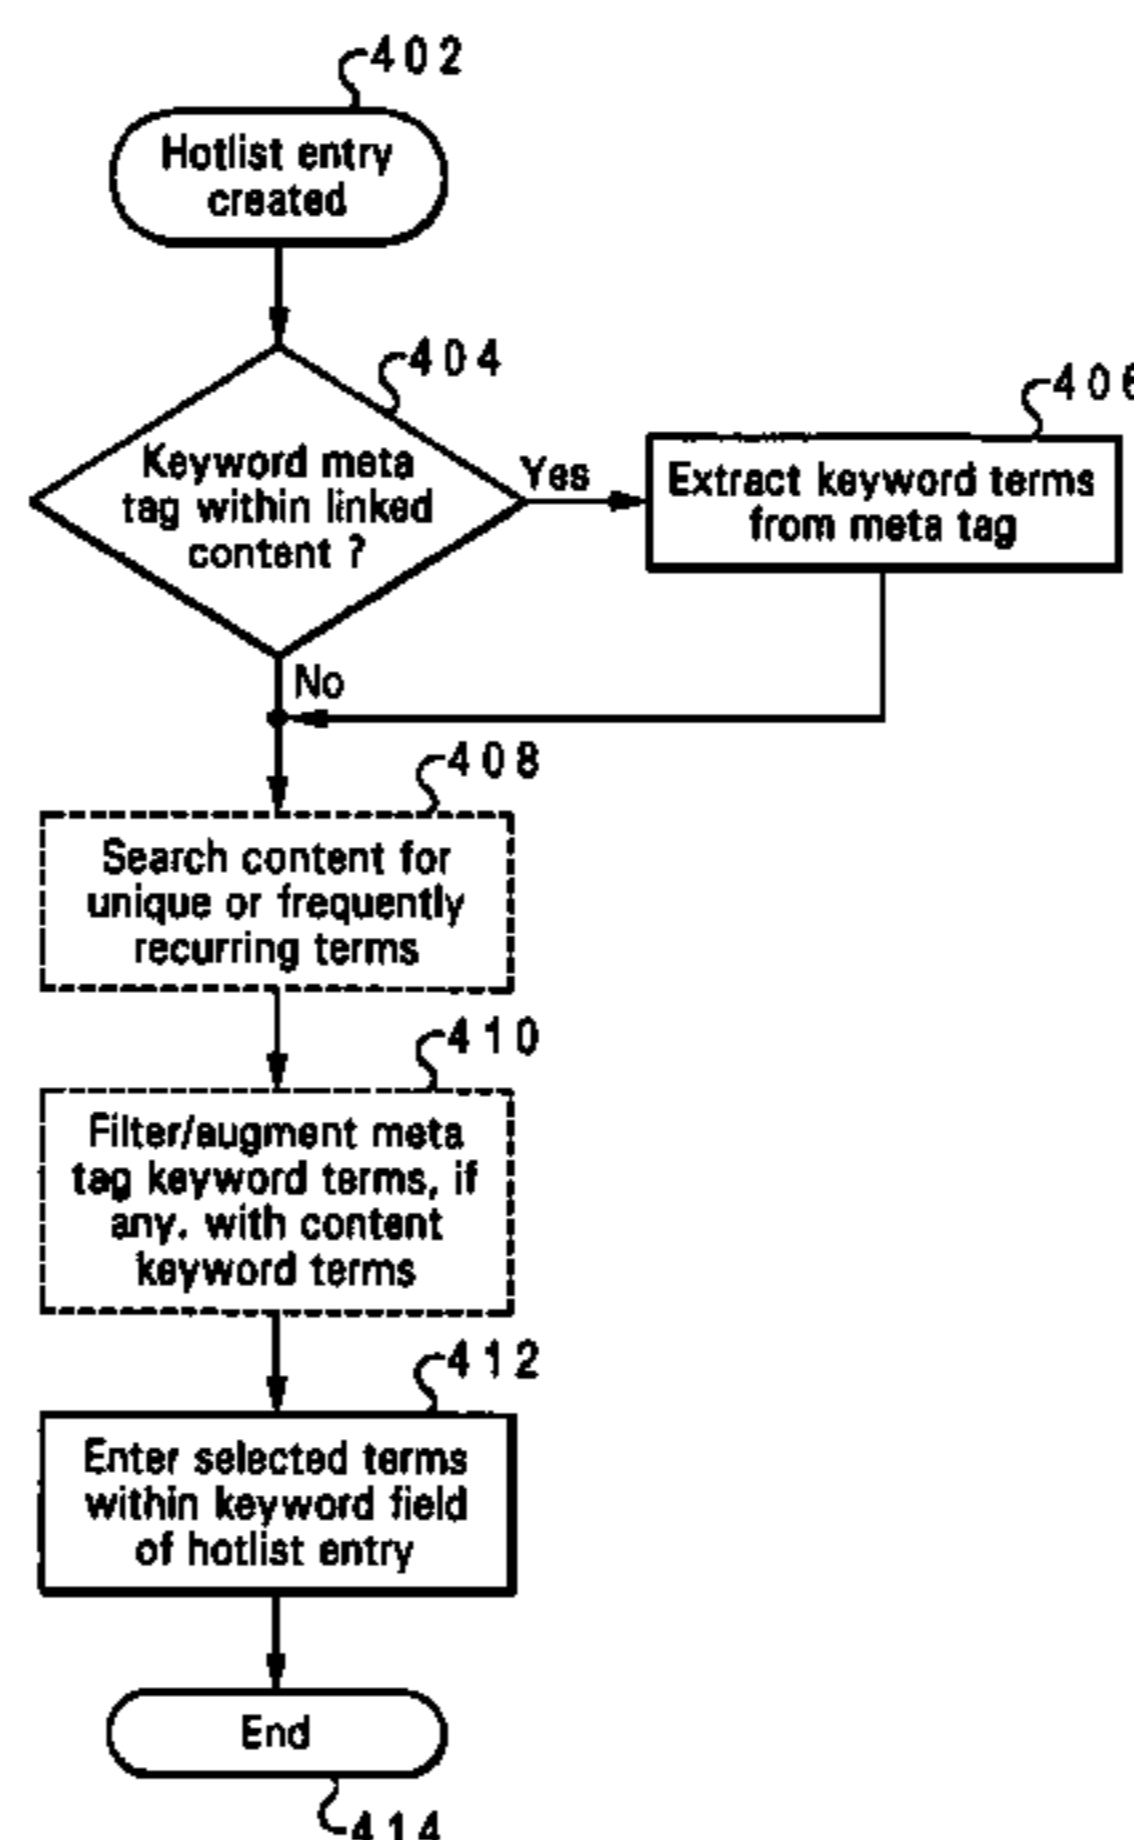 402
Hotlist entry
created
404
Keyword meta
tag within linked
content ?
Yes
406
Extract keyword terms
from meta tag
No
408
Search content for
unique or frequently
recurring terms
410
Filter/augment meta
tag keyword terms, if
any. with content
keyword terms
412
Enter selected terms
within keyword field
of hotlist entry
End
414